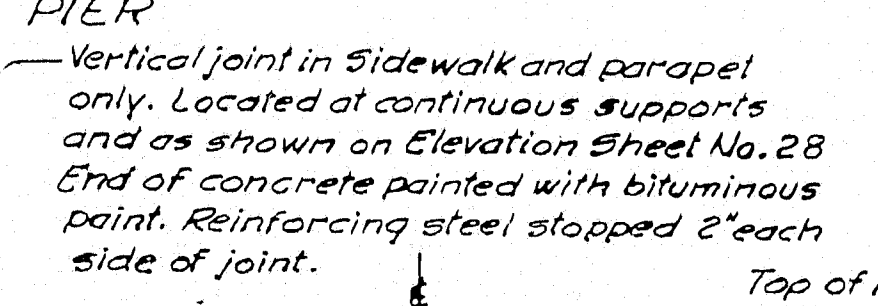 PIER
Vertical joint in Sidewalk and parapet
only. Located at continuous supports
and as shown on Elevation Sheet No. 28
End of concrete painted with bituminous
paint. Reinforcing steel stopped 2" each
side of joint.
Top of